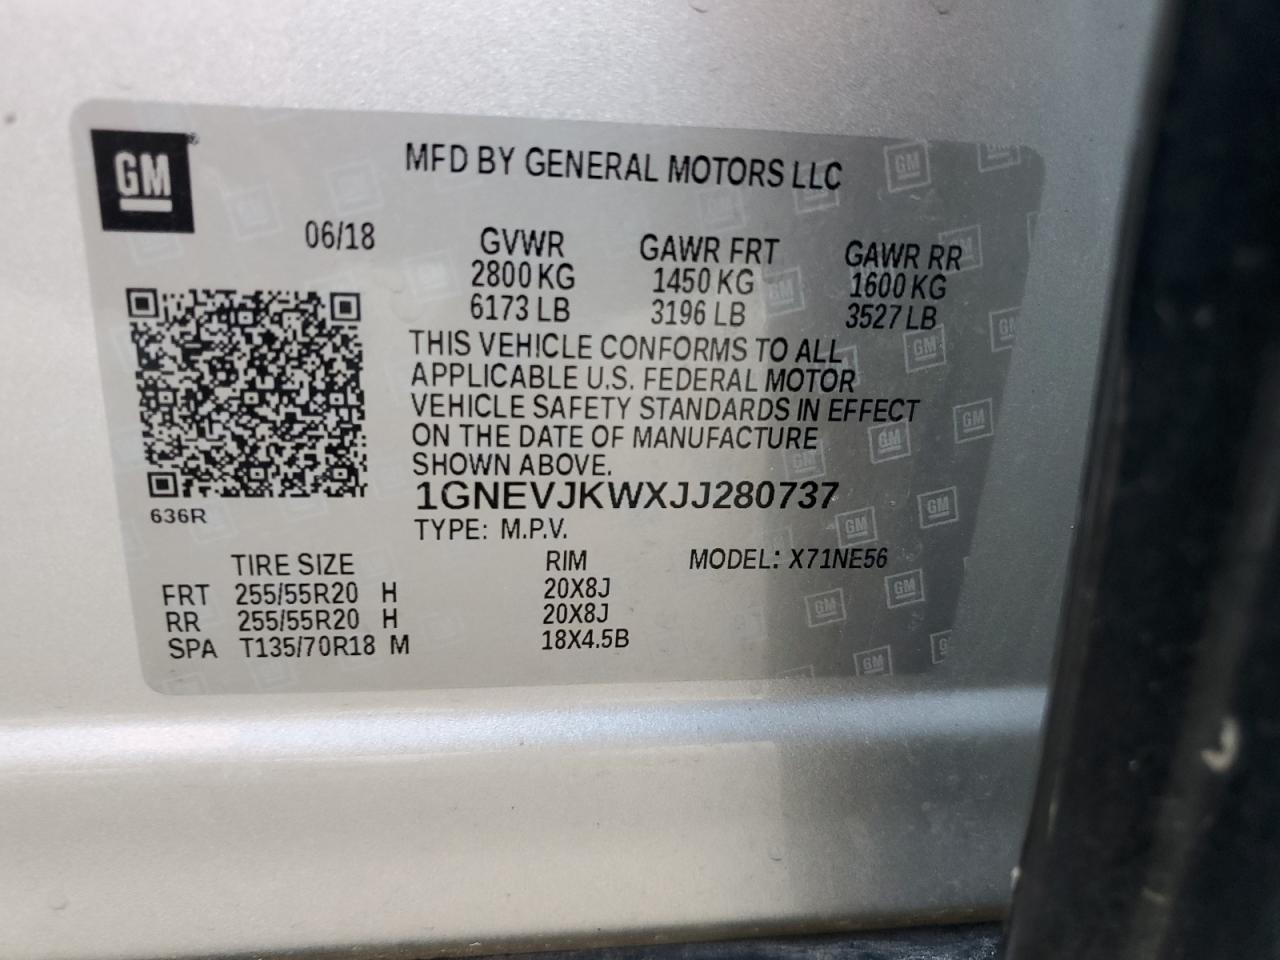 GM
MFD BY GENERAL MOTORS LLC
06/18
GVWR GAWR FRT GAWR RR
2800 KG 1450 KG 1600 KG
6173 LB 3196 LB 3527 LB
THIS VEHICLE CONFORMS TO ALL
APPLICABLE U.S. FEDERAL MOTOR
VEHICLE SAFETY STANDARDS IN EFFECT
ON THE DATE OF MANUFACTURE
SHOWN ABOVE.
636R
1GNEVJKWXJJ280737
TYPE: M.P.V.
TIRE SIZE RIM MODEL: X71NE56
FRT 255/55R20 H 20X8J
RR 255/55R20 H 20X8J
SPA T135/70R18 M 18X4.5B